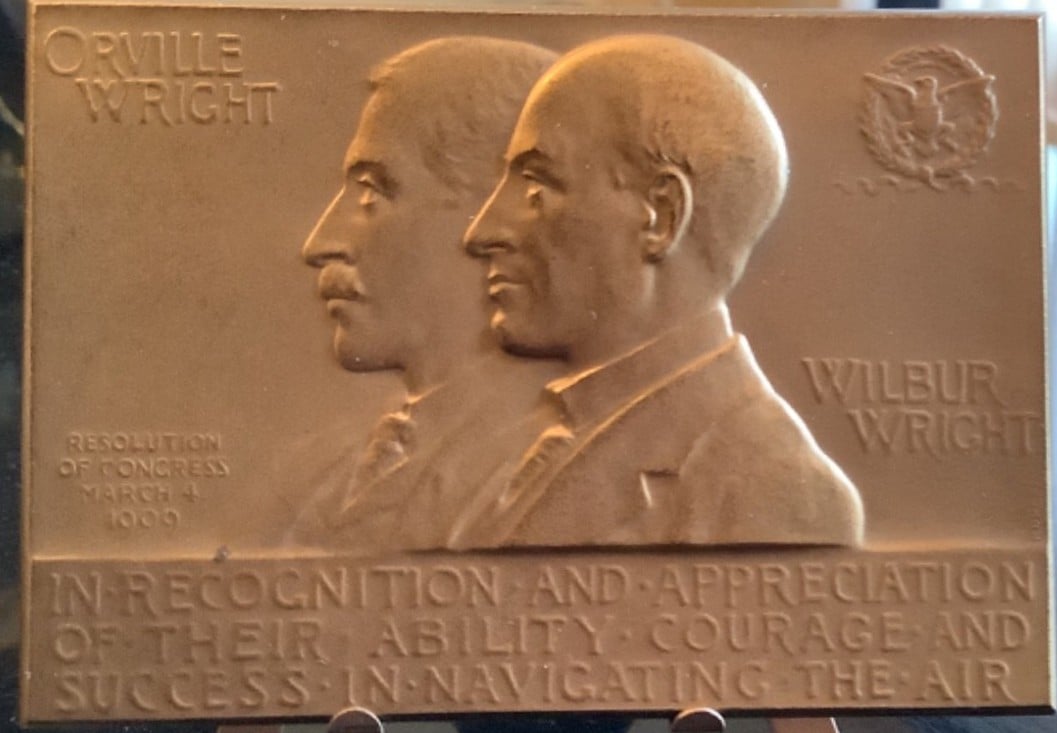 ORVILLE
WRIGHT
WILBUR
WRIGHT
RESOLUTION
OF CONGRESS
MARCH 4
1909
IN·RECOGNITION·AND·APPRECIATION
OF·THEIR·ABILITY·COURAGE·AND
SUCCESS·IN·NAVIGATING·THE·AIR